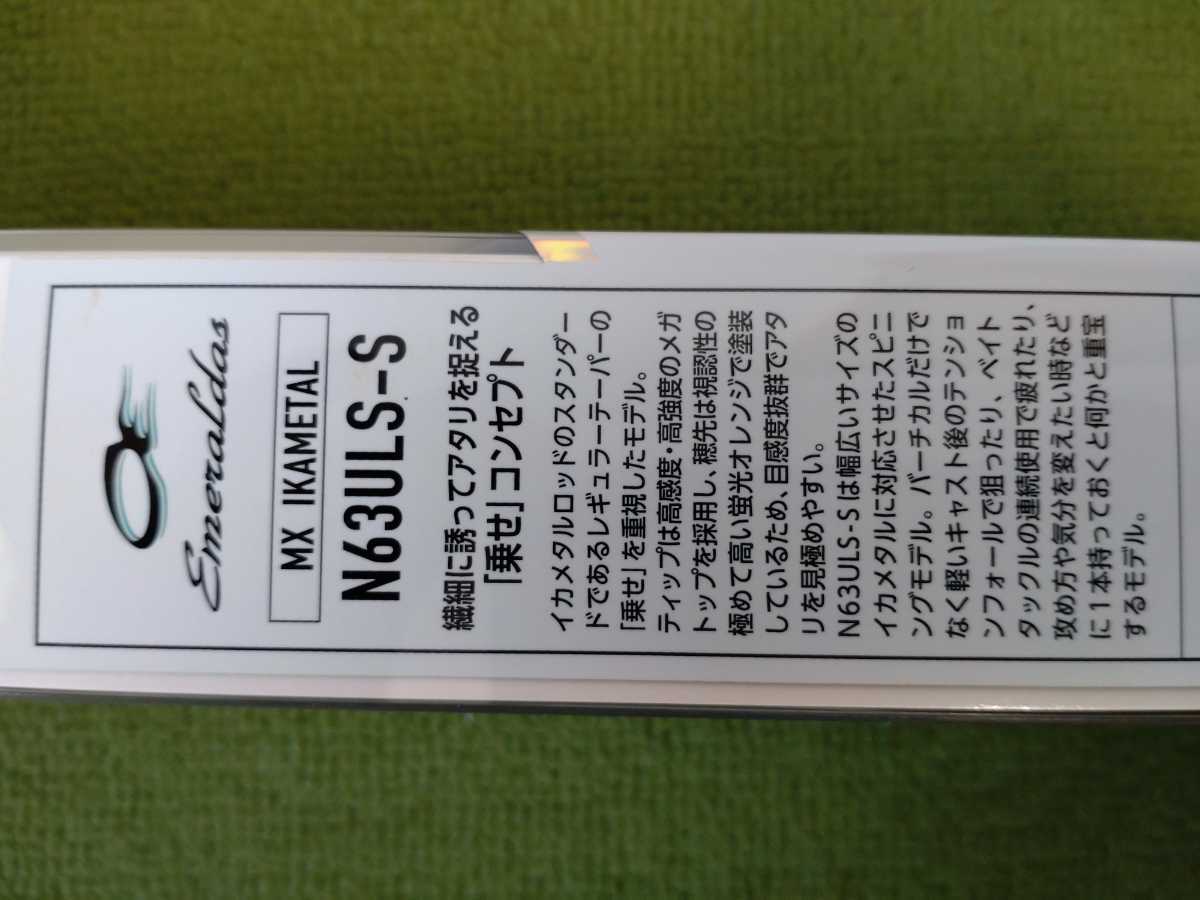 Emeraldas
MX IKAMETAL
N63ULS-S
繊細に誘ってアタリを捉える
「乗せ」コンセプト
イカメタルロッドのスタンダー
ドであるレギュラーテーパーの
「乗せ」を重視したモデル。
ティップは高感度・高強度のメガ
トップを採用し、穂先は視認性の
極めて高い蛍光オレンジで塗装
しているため、目感度抜群でアタ
リを見極めやすい。
N63ULS-Sは幅広いサイズの
イカメタルに対応させたスピニ
ングモデル。バーチカルだけで
なく軽いキャスト後のテンショ
ンフォールで狙ったり、ベイト
タックルの連続使用で疲れたり、
攻め方や気分を変えたい時など
に1本持っておくと何かと重宝
するモデル。